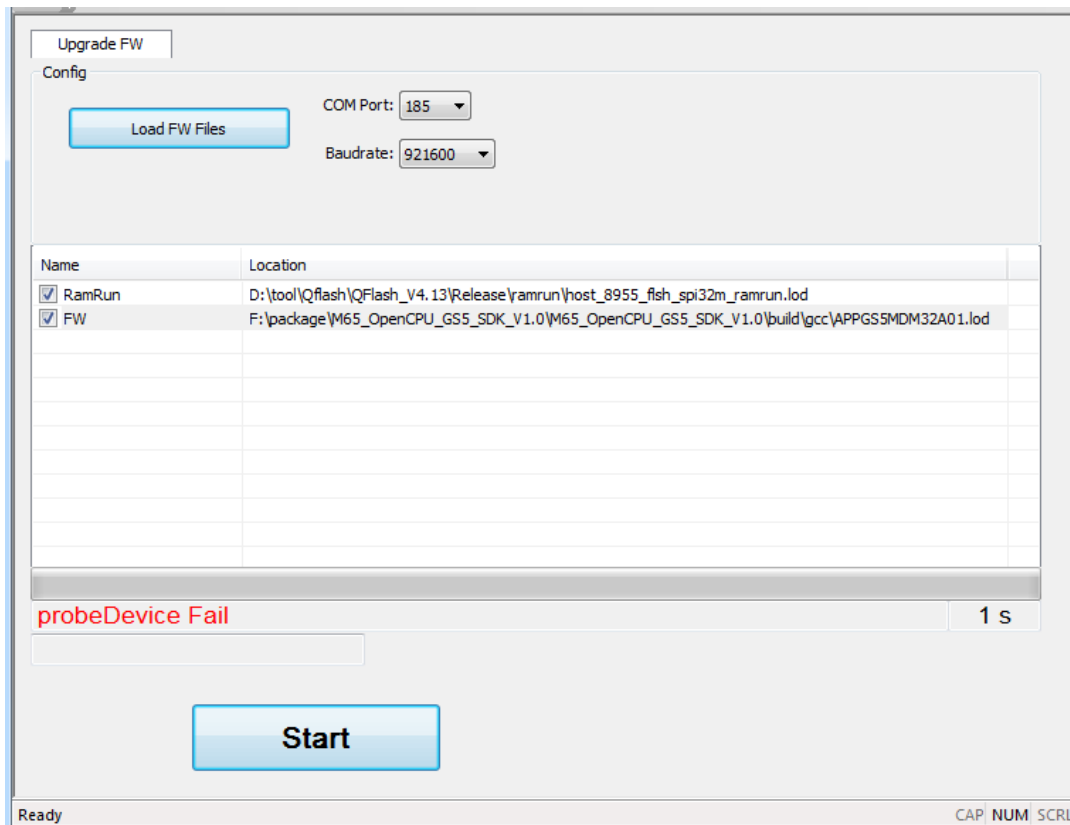 Upgrade FW
Config
COM Port: 185
Load FW Files
Baudrate: 921600
Name Location
RamRun D:\tool\Qflash\QFlash_V4.13\Release\ramrun\host_8955_flsh_spi32m_ramrun.lod
FW F:\package\M65_OpenCPU_GS5_SDK_V1.0\M65_OpenCPU_GS5_SDK_V1.0\build\gcc\APPGS5MDM32A01.lod
probeDevice Fail 1 s
Start
Ready CAP NUM SCRL